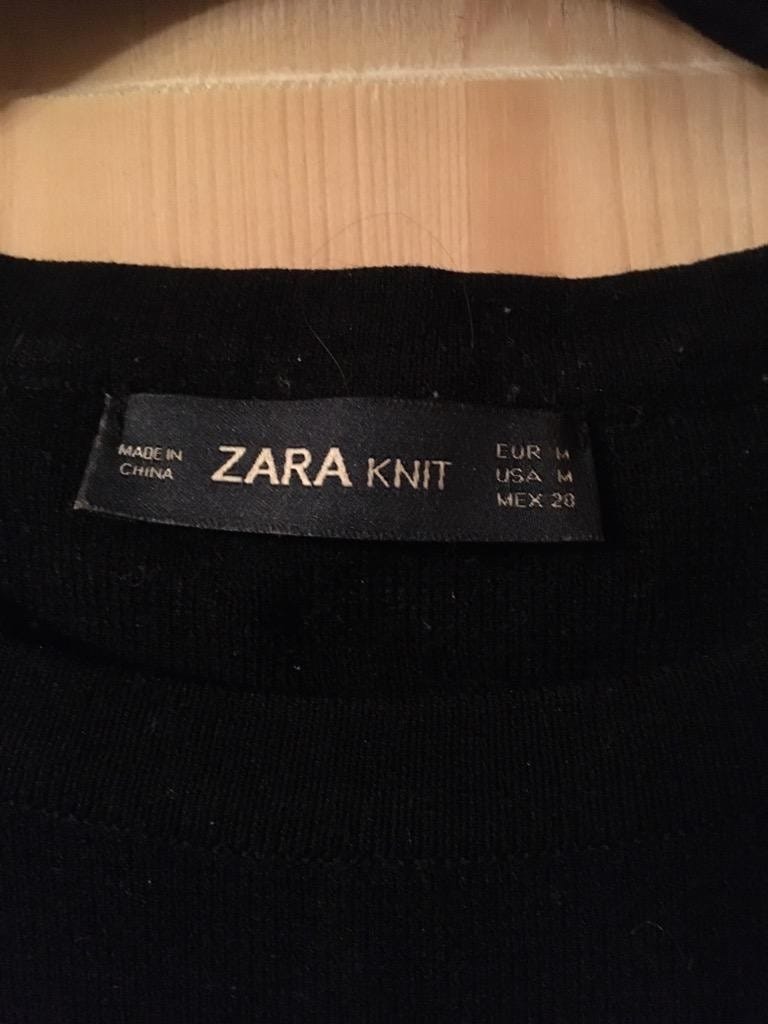 MADE IN
CHINA
ZARA KNIT
EUR M
USA M
MEX 28